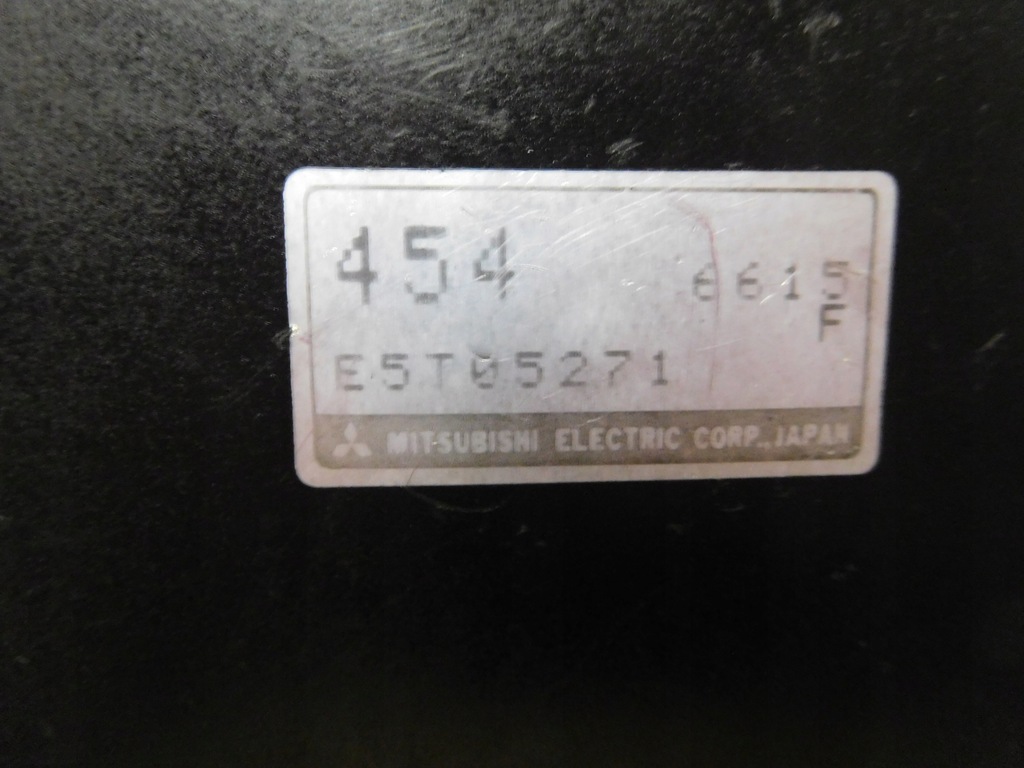 454 6615
F
E5T05271
MITSUBISHI ELECTRIC CORP., JAPAN